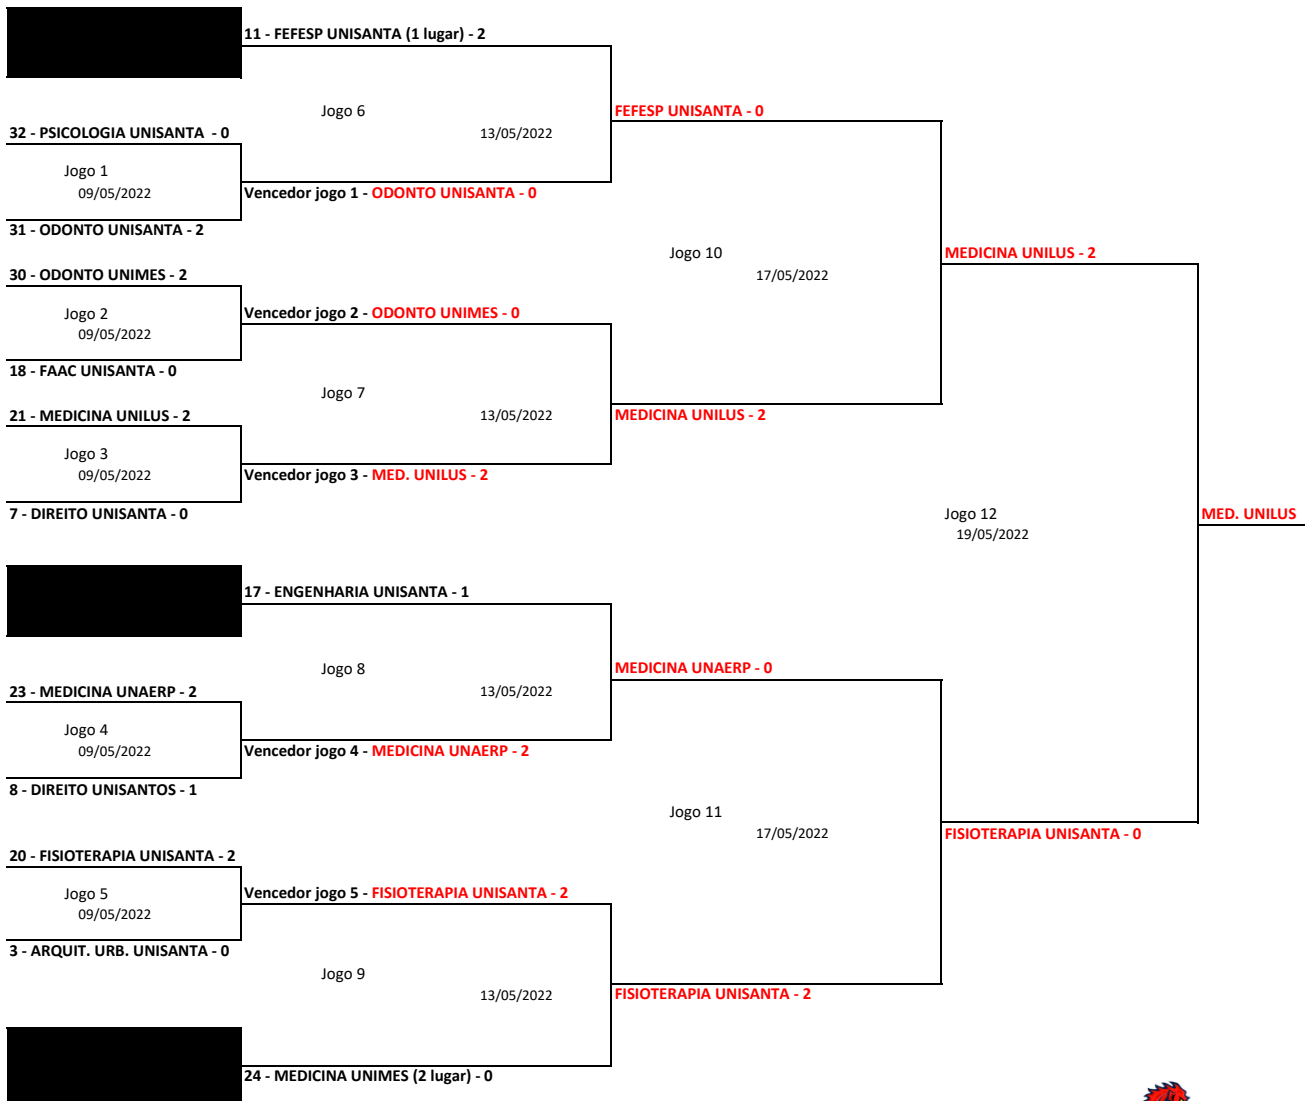 11 - FEFESP UNISANTA (1 lugar) - 2
Jogo 6
FEFESP UNISANTA - 0
32 - PSICOLOGIA UNISANTA - 0
13/05/2022
Jogo 1
09/05/2022
Vencedor jogo 1 - ODONTO UNISANTA - 0
31 - ODONTO UNISANTA - 2
Jogo 10
MEDICINA UNILUS - 2
30 - ODONTO UNIMES - 2
17/05/2022
Jogo 2
Vencedor jogo 2 - ODONTO UNIMES - 0
09/05/2022
18 - FAAC UNISANTA - 0
Jogo 7
21 - MEDICINA UNILUS - 2
13/05/2022
MEDICINA UNILUS - 2
Jogo 3
09/05/2022
Vencedor jogo 3 - MED. UNILUS - 2
7 - DIREITO UNISANTA - 0
Jogo 12
MED. UNILUS
19/05/2022
17 - ENGENHARIA UNISANTA - 1
Jogo 8
MEDICINA UNAERP - 0
23 - MEDICINA UNAERP - 2
13/05/2022
Jogo 4
09/05/2022
Vencedor jogo 4 - MEDICINA UNAERP - 2
8 - DIREITO UNISANTOS - 1
Jogo 11
17/05/2022
FISIOTERAPIA UNISANTA - 0
20 - FISIOTERAPIA UNISANTA - 2
Jogo 5
Vencedor jogo 5 - FISIOTERAPIA UNISANTA - 2
09/05/2022
3 - ARQUIT. URB. UNISANTA - 0
Jogo 9
13/05/2022
FISIOTERAPIA UNISANTA - 2
24 - MEDICINA UNIMES (2 lugar) - 0